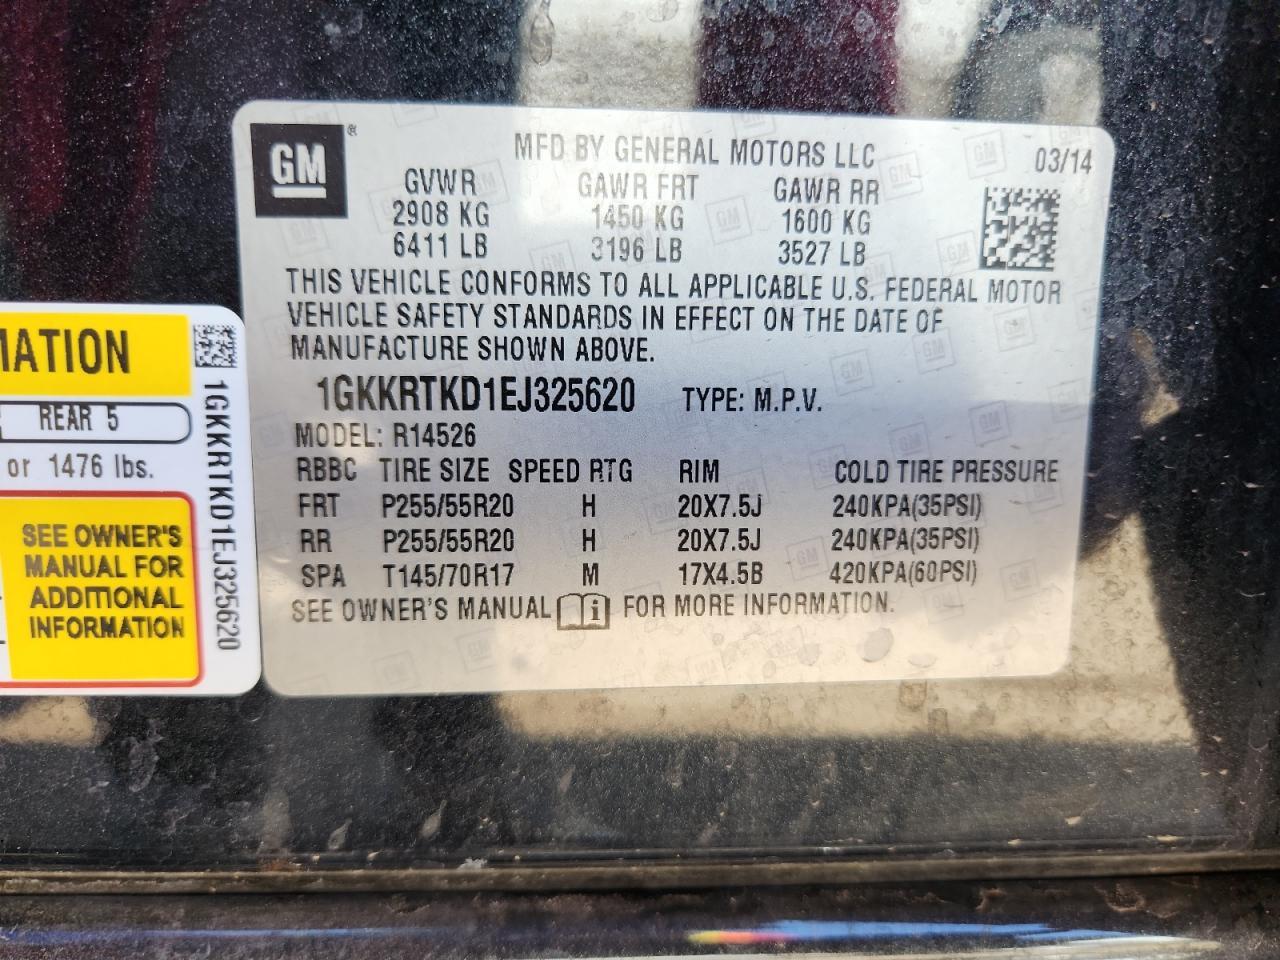 GM ®
MFD BY GENERAL MOTORS LLC 03/14
GVWR GAWR FRT GAWR RR
2908 KG 1450 KG 1600 KG
6411 LB 3196 LB 3527 LB
THIS VEHICLE CONFORMS TO ALL APPLICABLE U.S. FEDERAL MOTOR
VEHICLE SAFETY STANDARDS IN EFFECT ON THE DATE OF
MANUFACTURE SHOWN ABOVE.
1GKKRTKD1EJ325620 TYPE: M.P.V.
MODEL: R14526
RBBC TIRE SIZE SPEED RTG RIM COLD TIRE PRESSURE
FRT P255/55R20 H 20X7.5J 240KPA(35PSI)
RR P255/55R20 H 20X7.5J 240KPA(35PSI)
SPA T145/70R17 M 17X4.5B 420KPA(60PSI)
SEE OWNER'S MANUAL i FOR MORE INFORMATION.
MATION
REAR 5
or 1476 lbs.
SEE OWNER'S
MANUAL FOR
ADDITIONAL
INFORMATION
1GKKRTKD1EJ325620